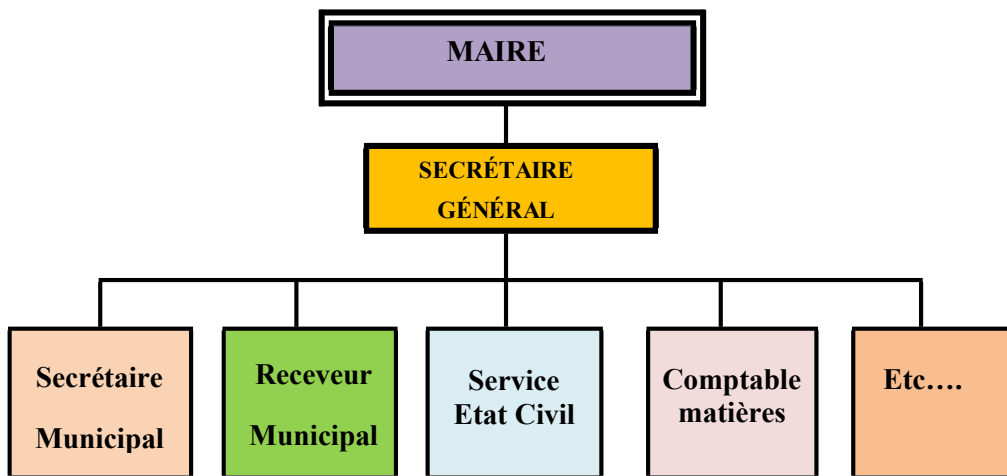 MAIRE
SECRÉTAIRE
GÉNÉRAL
Secrétaire
Municipal
Receveur
Municipal
Service
Etat Civil
Comptable
matières
Etc….